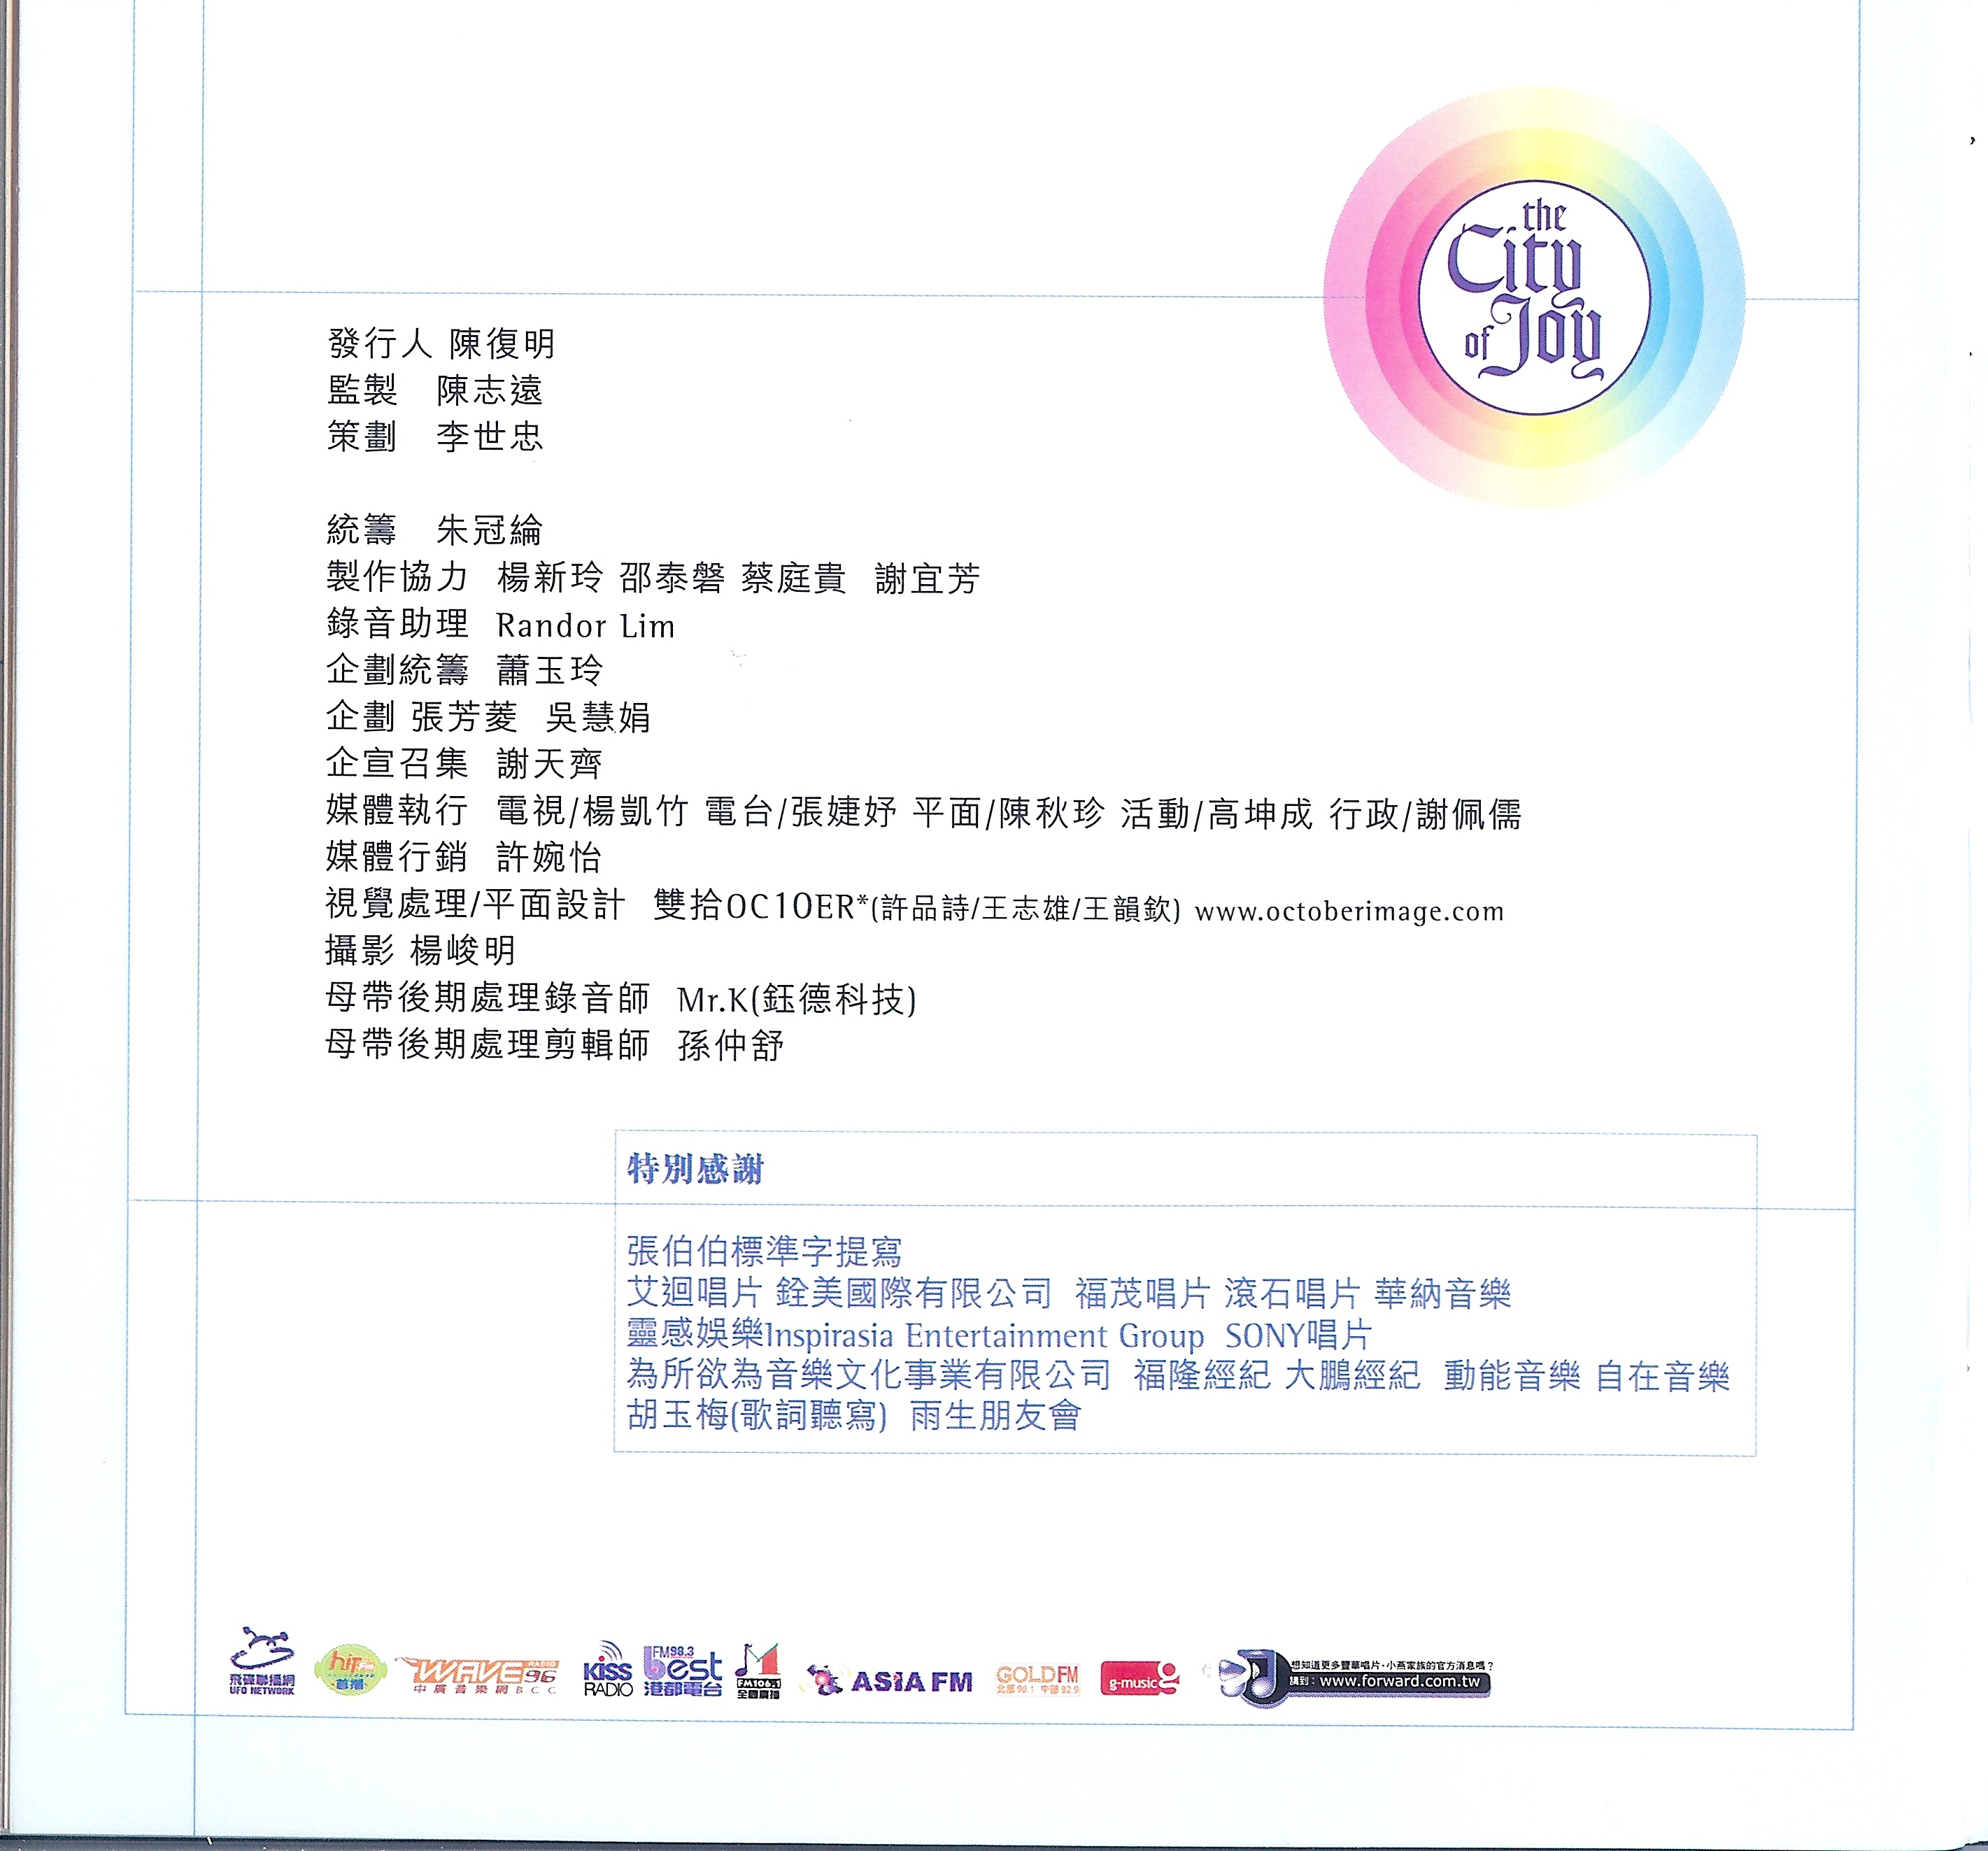 the
City
of Joy
發行人 陳復明
監製　陳志遠
策劃　李世忠
統籌　朱冠綸
製作協力 楊新玲 邵泰磐 蔡庭貴 謝宜芳
錄音助理 Randor Lim
企劃統籌 蕭玉玲
企劃 張芳菱 吳慧娟
企宣召集 謝天齊
媒體執行 電視/楊凱竹 電台/張婕妤 平面/陳秋珍 活動/高坤成 行政/謝佩儒
媒體行銷 許婉怡
視覺處理/平面設計 雙拾OC10ER*(許品詩/王志雄/王韻欽) www.octoberimage.com
攝影 楊峻明
母帶後期處理錄音師 Mr.K(鈺德科技)
母帶後期處理剪輯師 孫仲舒
特別感謝
張伯伯標準字提寫
艾迴唱片 銓美國際有限公司 福茂唱片 滾石唱片 華納音樂
靈感娛樂Inspirasia Entertainment Group SONY唱片
為所欲為音樂文化事業有限公司 福隆經紀 大鵬經紀 動能音樂 自在音樂
胡玉梅(歌詞聽寫) 雨生朋友會
飛碟聯播網
UFO NETWORK
hit
首播
WAVE RADIO 96
中廣音樂網BCC
KISS
RADIO
FM98.3
best
港都電台
FM106.1
全國廣播
ASIA FM
GOLD FM
北部90.1 中部92.9
g-music
想知道更多豐華唱片‧小燕家族的官方消息嗎？
請到：www.forward.com.tw